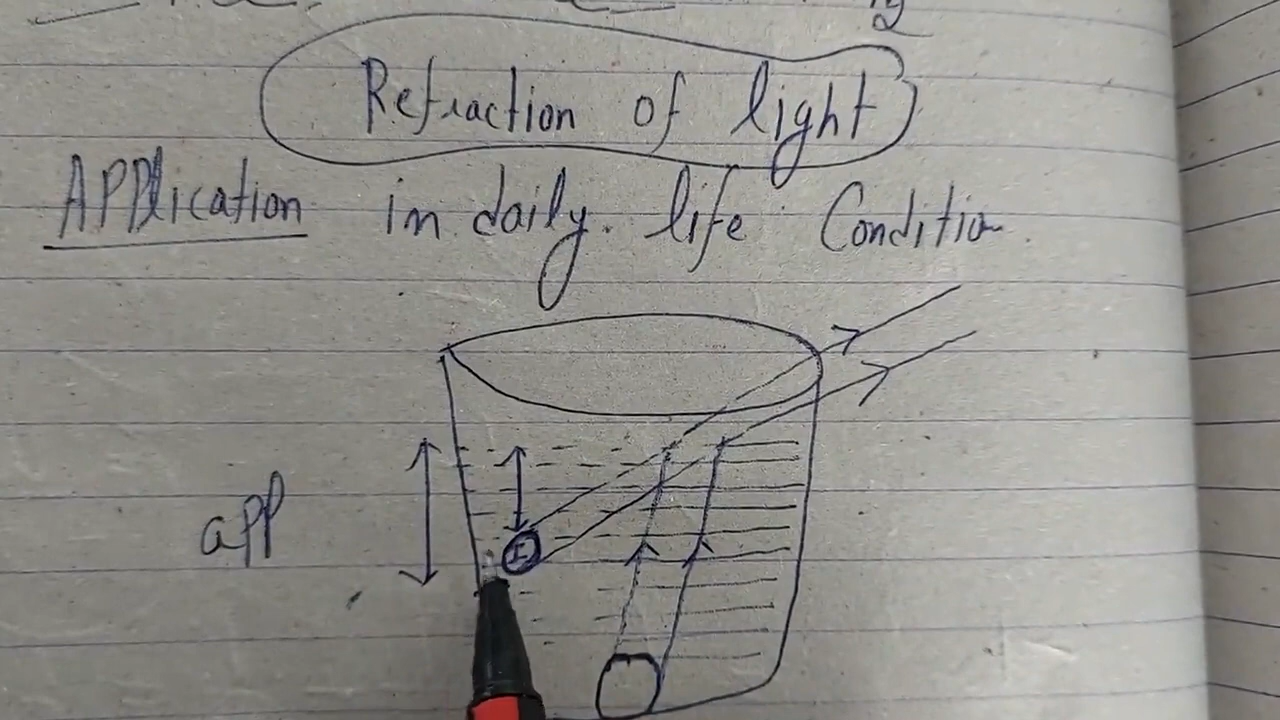 Refraction of light
Application in daily. life Condition.
app
I